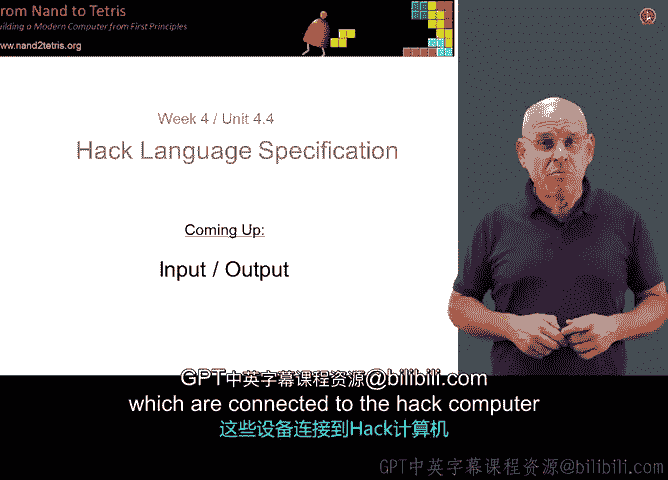 rom Nand to Tetris
uilding a Modern Computer from First Principles
ww.nand2tetris.org
Week 4 / Unit 4.4
Hack Language Specification
Coming Up:
Input / Output
GPT中英字幕课程资源@bilibili.com
which are connected to the hack computer
这些设备连接到Hack计算机
GPT中英字幕课程资源@bilibili.com